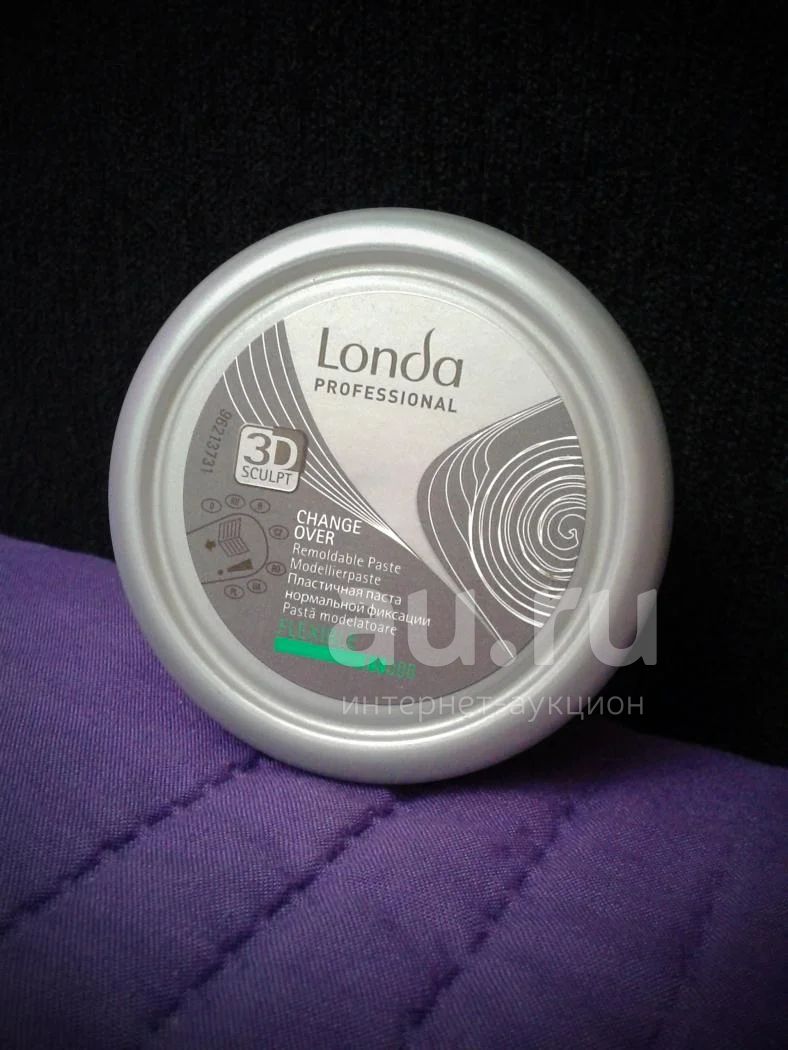 Londa
PROFESSIONAL
96213731
3D
SCULPT
CHANGE
OVER
Remoldable Paste
Modellierpaste
Пластичная паста
нормальной фиксации
Pastă modelatoare
au.ru
интернет-аукцион